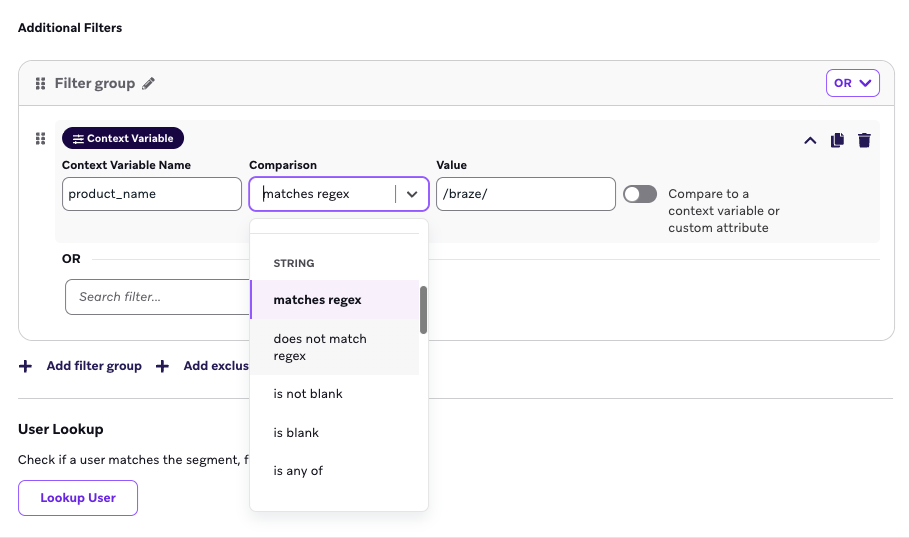 Additional Filters
Filter group
OR
Context Variable
Context Variable Name
Comparison
Value
product_name
matches regex
/braze/
Compare to a
context variable or
custom attribute
OR
STRING
Search filter...
matches regex
does not match
regex
Add filter group
Add exclus
is not blank
User Lookup
is blank
Check if a user matches the segment, f
is any of
Lookup User